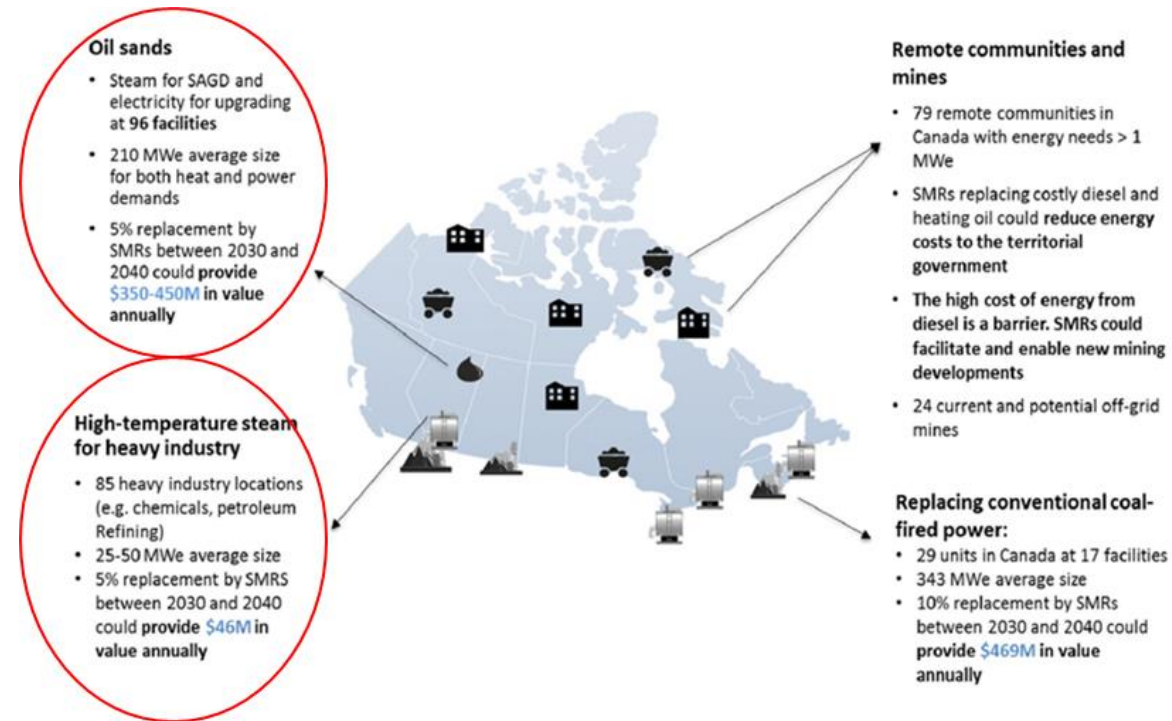 Oil sands
• Steam for SAGD and
electricity for upgrading
at 96 facilities
• 210 MWe average size
for both heat and power
demands
• 5% replacement by
SMRs between 2030 and
2040 could provide
$350-450M in value
annually
High-temperature steam
for heavy industry
• 85 heavy industry locations
(e.g. chemicals, petroleum
Refining)
• 25-50 MWe average size
• 5% replacement by SMRS
between 2030 and 2040
could provide $46M in
value annually
Remote communities and
mines
• 79 remote communities in
Canada with energy needs > 1
MWe
• SMRs replacing costly diesel and
heating oil could reduce energy
costs to the territorial
government
• The high cost of energy from
diesel is a barrier. SMRs could
facilitate and enable new mining
developments
• 24 current and potential off-grid
mines
Replacing conventional coal-
fired power:
• 29 units in Canada at 17 facilities
• 343 MWe average size
• 10% replacement by SMRs
between 2030 and 2040 could
provide $469M in value
annually